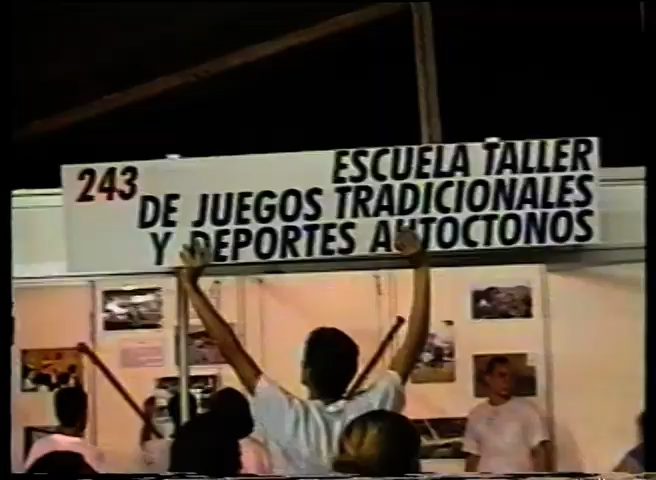 243 ESCUELA TALLER
DE JUEGOS TRADICIONALES
Y DEPORTES AUTOCTONOS